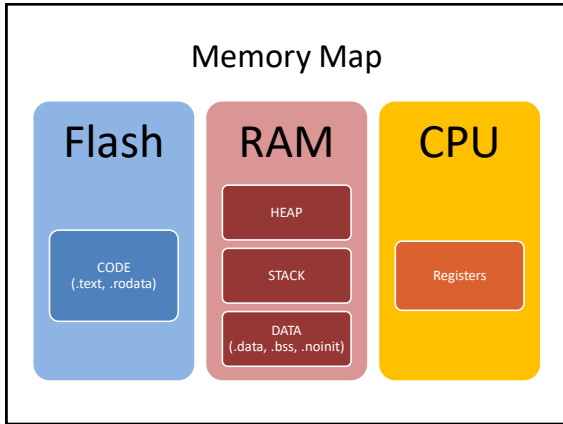 Memory Map
Flash
CODE
(.text, .rodata)
RAM
HEAP
STACK
DATA
(.data, .bss, .noinit)
CPU
Registers